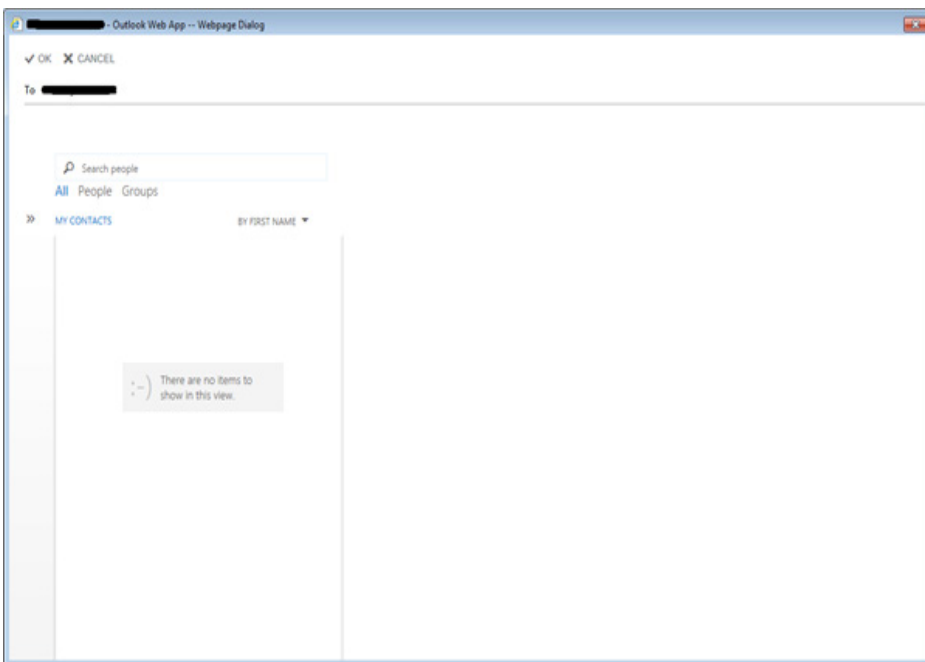 - Outlook Web App -- Webpage Dialog
OK CANCEL
To
Search people
All People Groups
MY CONTACTS BY FIRST NAME
:-) There are no items to
show in this view.